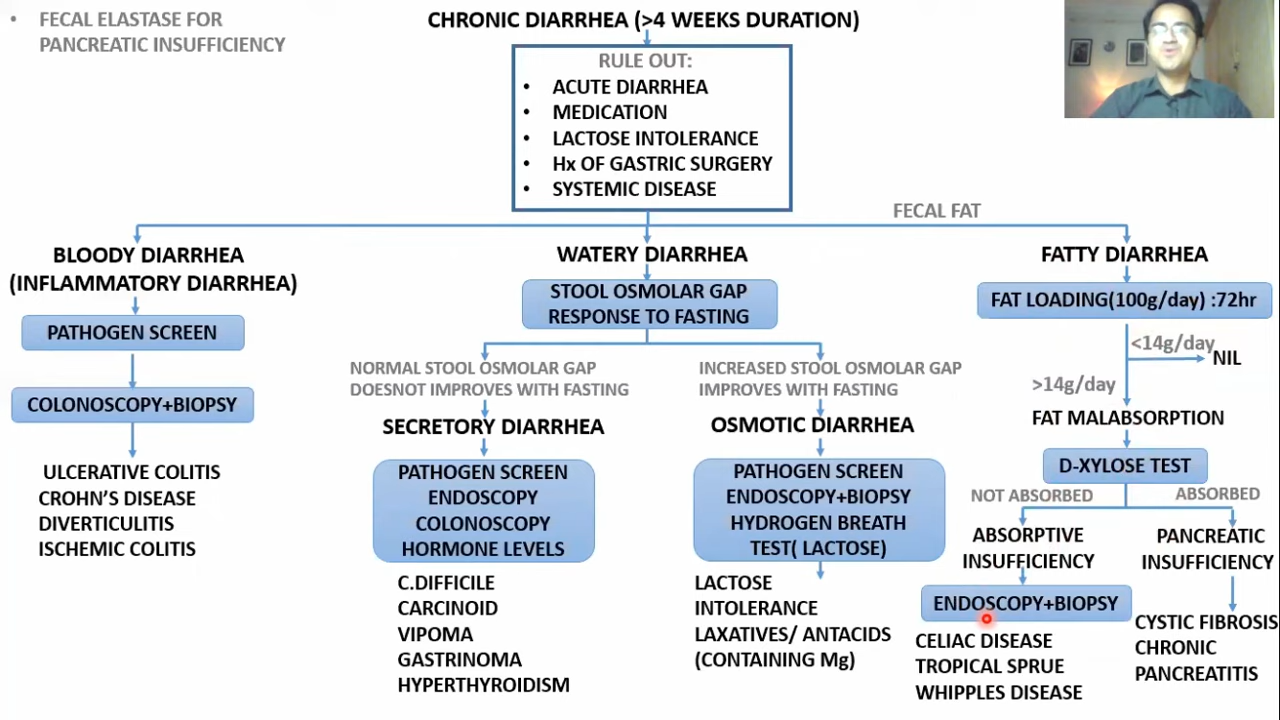 • FECAL ELASTASE FOR
PANCREATIC INSUFFICIENCY
CHRONIC DIARRHEA (>4 WEEKS DURATION)
RULE OUT:
• ACUTE DIARRHEA
• MEDICATION
• LACTOSE INTOLERANCE
• Hx OF GASTRIC SURGERY
• SYSTEMIC DISEASE
FECAL FAT
BLOODY DIARRHEA
(INFLAMMATORY DIARRHEA)
PATHOGEN SCREEN
COLONOSCOPY+BIOPSY
ULCERATIVE COLITIS
CROHN'S DISEASE
DIVERTICULITIS
ISCHEMIC COLITIS
WATERY DIARRHEA
STOOL OSMOLAR GAP
RESPONSE TO FASTING
NORMAL STOOL OSMOLAR GAP
DOESNOT IMPROVES WITH FASTING
SECRETORY DIARRHEA
PATHOGEN SCREEN
ENDOSCOPY
COLONOSCOPY
HORMONE LEVELS
C.DIFFICILE
CARCINOID
VIPOMA
GASTRINOMA
HYPERTHYROIDISM
INCREASED STOOL OSMOLAR GAP
IMPROVES WITH FASTING
OSMOTIC DIARRHEA
PATHOGEN SCREEN
ENDOSCOPY+BIOPSY
HYDROGEN BREATH
TEST( LACTOSE)
LACTOSE
INTOLERANCE
LAXATIVES/ ANTACIDS
(CONTAINING Mg)
FATTY DIARRHEA
FAT LOADING(100g/day) :72hr
<14g/day
NIL
>14g/day
FAT MALABSORPTION
D-XYLOSE TEST
NOT ABSORBED
ABSORPTIVE
INSUFFICIENCY
ENDOSCOPY+BIOPSY
CELIAC DISEASE
TROPICAL SPRUE
WHIPPLES DISEASE
ABSORBED
PANCREATIC
INSUFFICIENCY
CYSTIC FIBROSIS
CHRONIC
PANCREATITIS